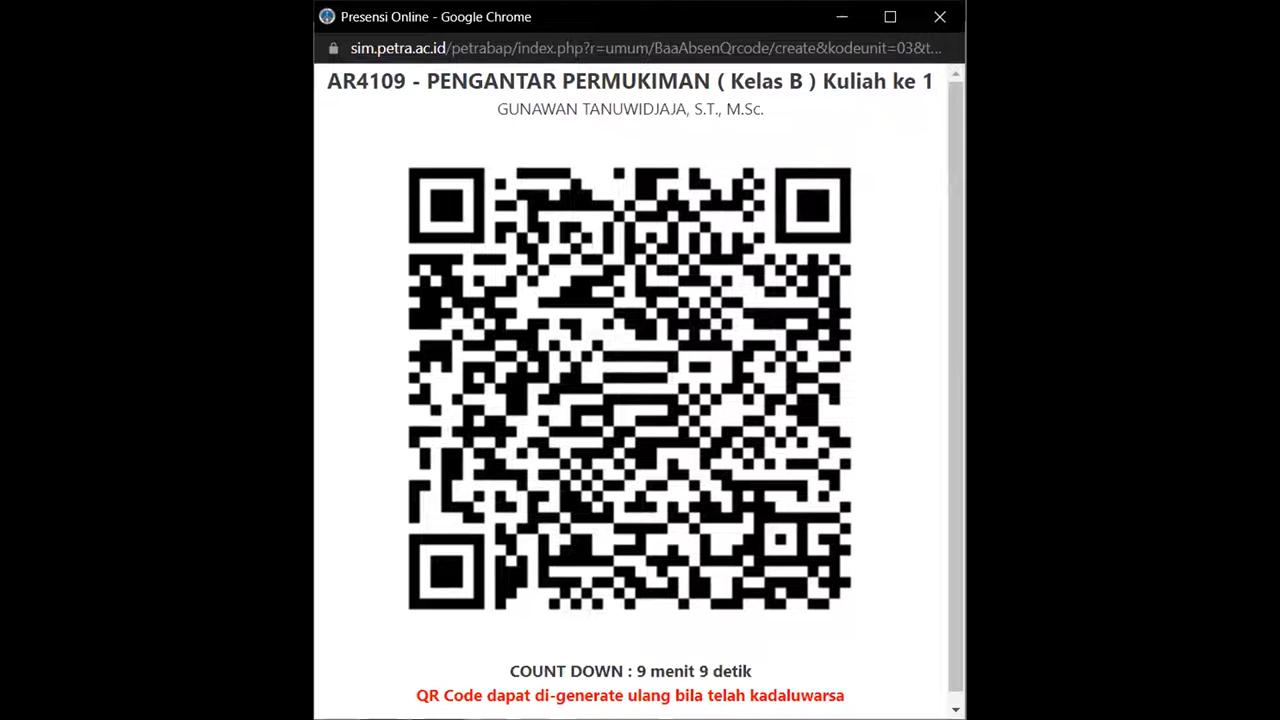 Presensi Online - Google Chrome
sim.petra.ac.id/petrabap/index.php?r=umum/BaaAbsenQrcode/create&kodeunit=03&t...
AR4109 - PENGANTAR PERMUKIMAN ( Kelas B ) Kuliah ke 1
GUNAWAN TANUWIDJAJA, S.T., M.Sc.
COUNT DOWN : 9 menit 9 detik
QR Code dapat di-generate ulang bila telah kadaluwarsa